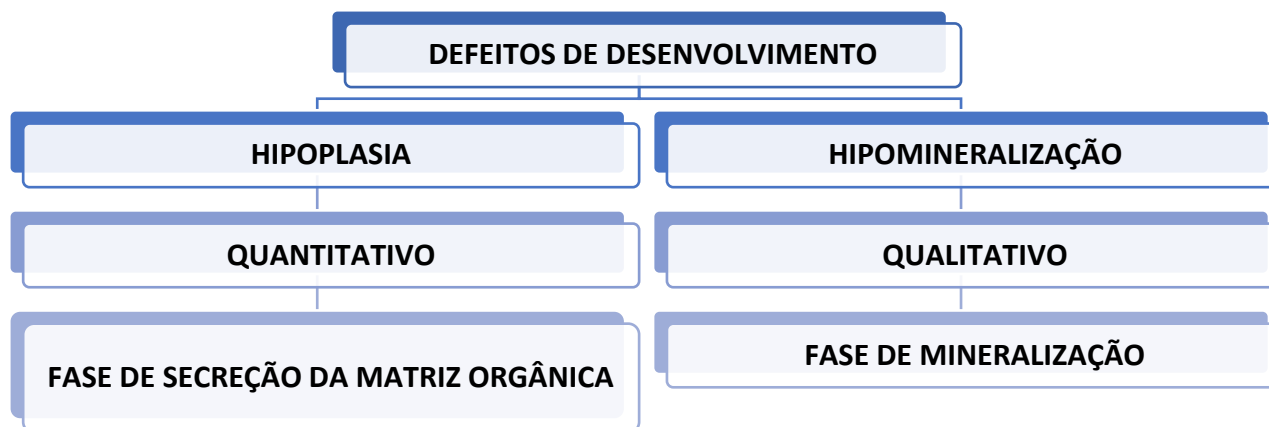 DEFEITOS DE DESENVOLVIMENTO
HIPOPLASIA
HIPOMINERALIZAÇÃO
QUANTITATIVO
QUALITATIVO
FASE DE SECREÇÃO DA MATRIZ ORGÂNICA
FASE DE MINERALIZAÇÃO